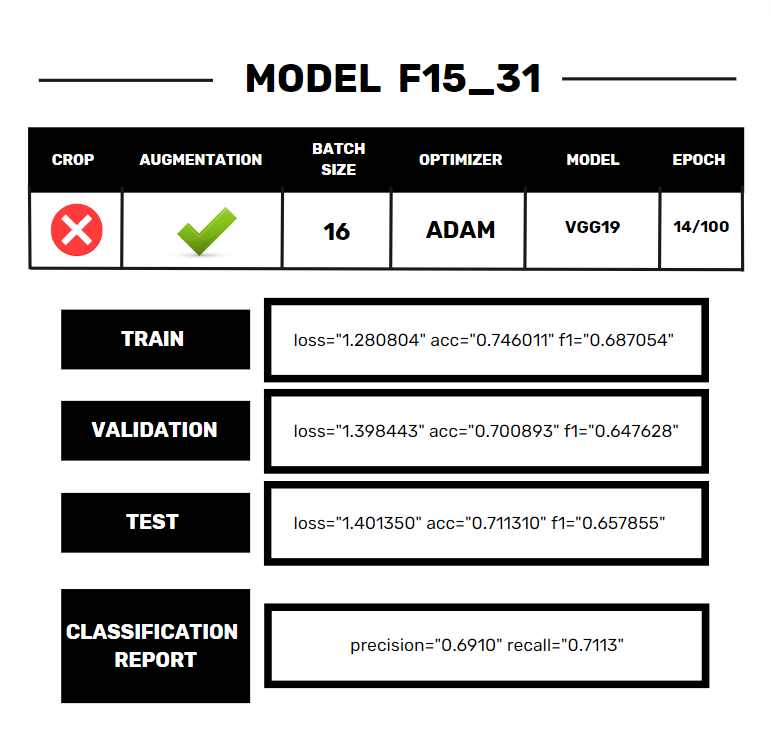 MODEL F15_31
CROP AUGMENTATION BATCH SIZE OPTIMIZER MODEL EPOCH
16 ADAM VGG19 14/100
TRAIN
loss="1.280804" acc="0.746011" f1="0.687054"
VALIDATION
loss="1.398443" acc="0.700893" f1="0.647628"
TEST
loss="1.401350" acc="0.711310" f1="0.657855"
CLASSIFICATION
REPORT
precision="0.6910" recall="0.7113"